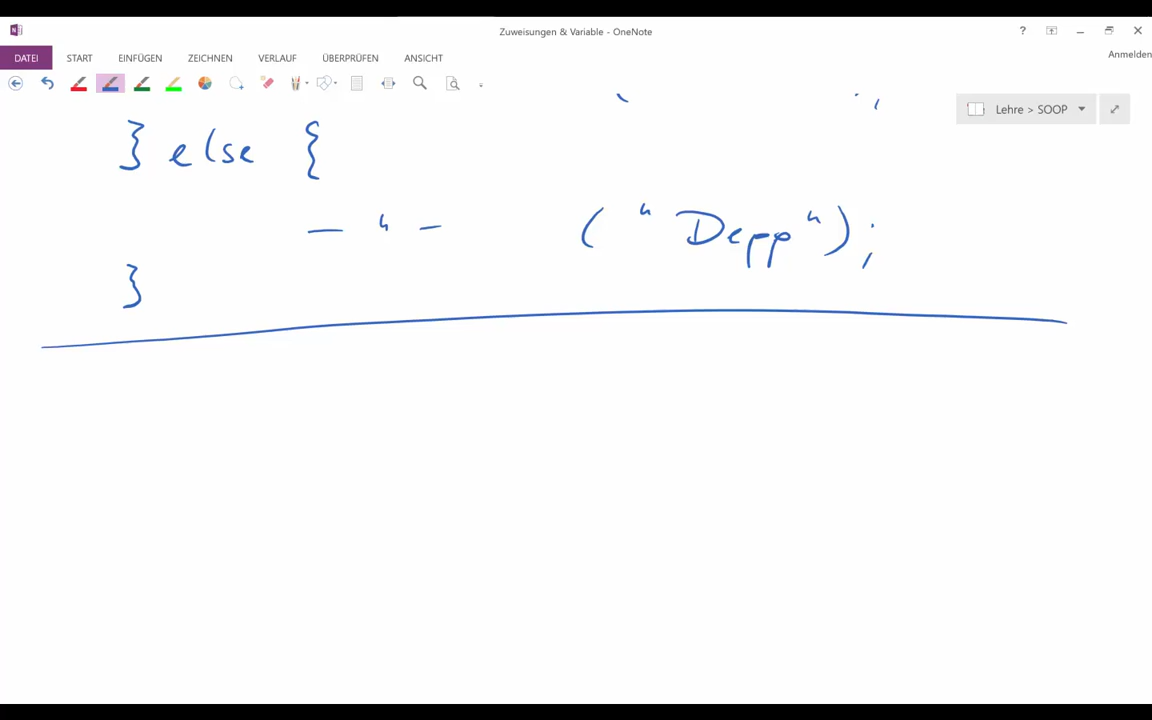 Zuweisungen & Variable - OneNote
?
Anmelden
DATEI START EINFÜGEN ZEICHNEN VERLAUF ÜBERPRÜFEN ANSICHT
Lehre > SOOP
} else {
— " — ( " Depp " ) ;
}